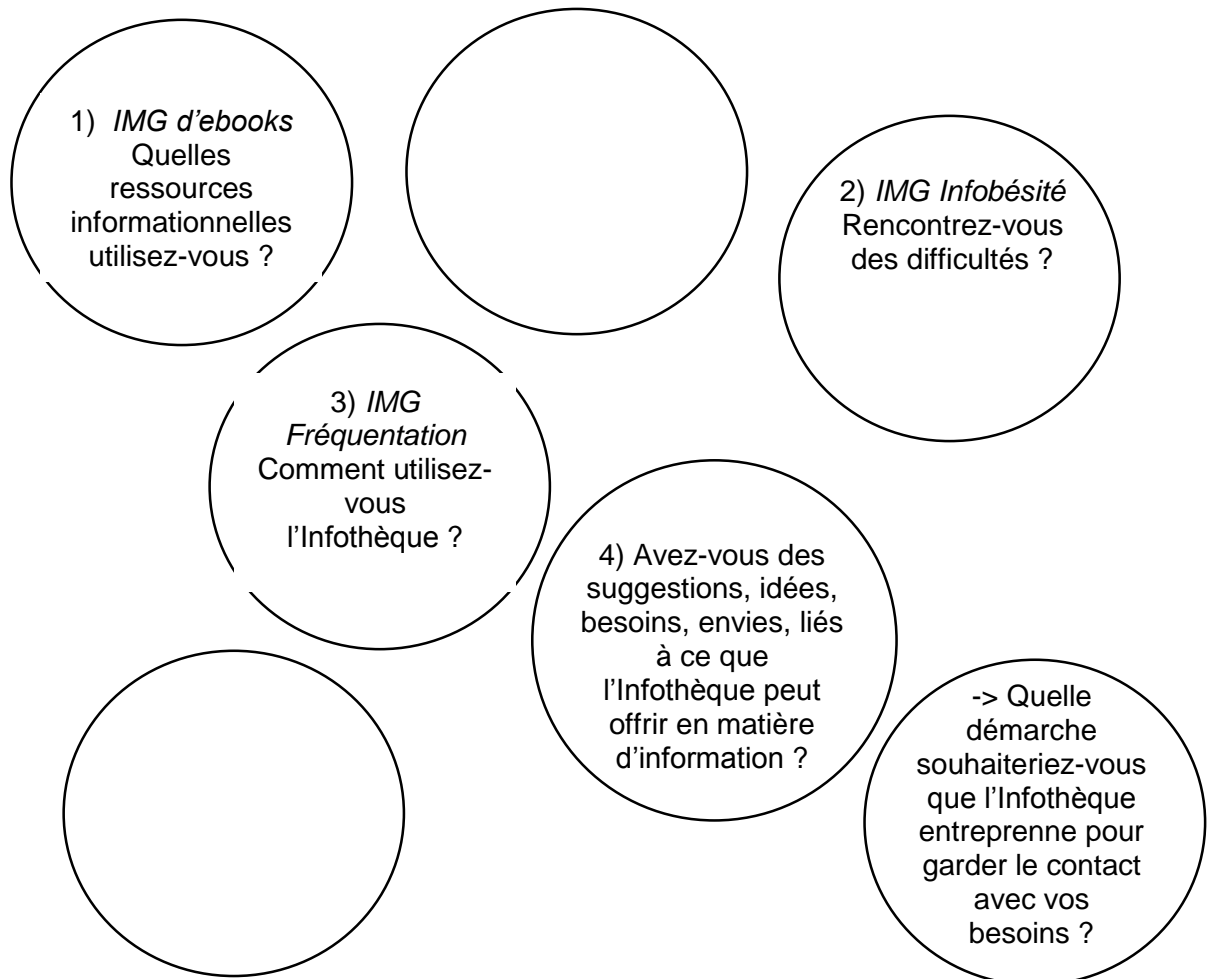 1) IMG d’ebooks
Quelles
ressources
informationnelles
utilisez-vous ?
2) IMG Infobésité
Rencontrez-vous
des difficultés ?
3) IMG
Fréquentation
Comment utilisez-
vous
l’Infothèque ?
4) Avez-vous des
suggestions, idées,
besoins, envies, liés
à ce que
l’Infothèque peut
offrir en matière
d’information ?
-> Quelle
démarche
souhaiteriez-vous
que l’Infothèque
entreprenne pour
garder le contact
avec vos
besoins ?